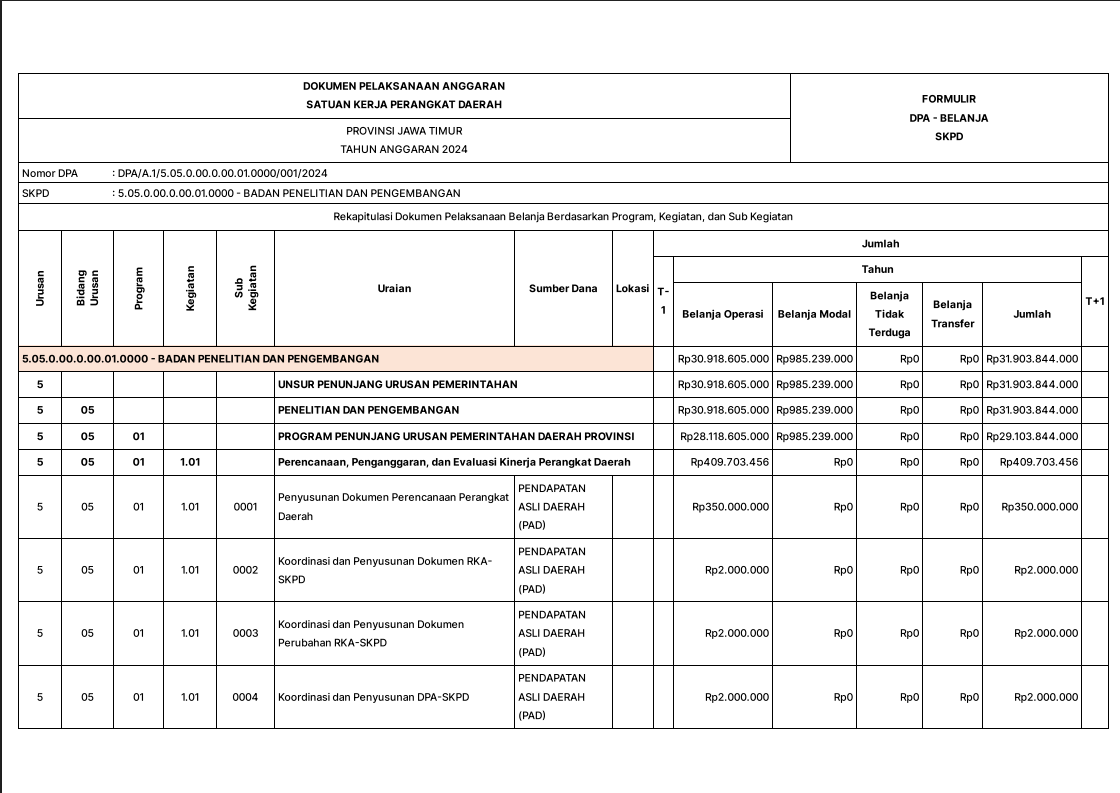 DOKUMEN PELAKSANAAN ANGGARAN
SATUAN KERJA PERANGKAT DAERAH
FORMULIR
DPA - BELANJA
SKPD
PROVINSI JAWA TIMUR
TAHUN ANGGARAN 2024
Nomor DPA : DPA/A.1/5.05.0.00.0.00.01.0000/001/2024
SKPD : 5.05.0.00.0.00.01.0000 - BADAN PENELITIAN DAN PENGEMBANGAN
Rekapitulasi Dokumen Pelaksanaan Belanja Berdasarkan Program, Kegiatan, dan Sub Kegiatan
Urusan
Bidang
Urusan
Program
Kegiatan
Sub
Kegiatan
Uraian
Sumber Dana
Lokasi
Jumlah
T-
1
Tahun
T+1
Belanja Operasi
Belanja Modal
Belanja
Tidak
Terduga
Belanja
Transfer
Jumlah
5.05.0.00.0.00.01.0000 - BADAN PENELITIAN DAN PENGEMBANGAN Rp30.918.605.000 Rp985.239.000 Rp0 Rp0 Rp31.903.844.000
5 UNSUR PENUNJANG URUSAN PEMERINTAHAN Rp30.918.605.000 Rp985.239.000 Rp0 Rp0 Rp31.903.844.000
5 05 PENELITIAN DAN PENGEMBANGAN Rp30.918.605.000 Rp985.239.000 Rp0 Rp0 Rp31.903.844.000
5 05 01 PROGRAM PENUNJANG URUSAN PEMERINTAHAN DAERAH PROVINSI Rp28.118.605.000 Rp985.239.000 Rp0 Rp0 Rp29.103.844.000
5 05 01 1.01 Perencanaan, Penganggaran, dan Evaluasi Kinerja Perangkat Daerah Rp409.703.456 Rp0 Rp0 Rp0 Rp409.703.456
5 05 01 1.01 0001 Penyusunan Dokumen Perencanaan Perangkat
Daerah
PENDAPATAN
ASLI DAERAH
(PAD)
Rp350.000.000 Rp0 Rp0 Rp0 Rp350.000.000
5 05 01 1.01 0002 Koordinasi dan Penyusunan Dokumen RKA-
SKPD
PENDAPATAN
ASLI DAERAH
(PAD)
Rp2.000.000 Rp0 Rp0 Rp0 Rp2.000.000
5 05 01 1.01 0003 Koordinasi dan Penyusunan Dokumen
Perubahan RKA-SKPD
PENDAPATAN
ASLI DAERAH
(PAD)
Rp2.000.000 Rp0 Rp0 Rp0 Rp2.000.000
5 05 01 1.01 0004 Koordinasi dan Penyusunan DPA-SKPD
PENDAPATAN
ASLI DAERAH
(PAD)
Rp2.000.000 Rp0 Rp0 Rp0 Rp2.000.000